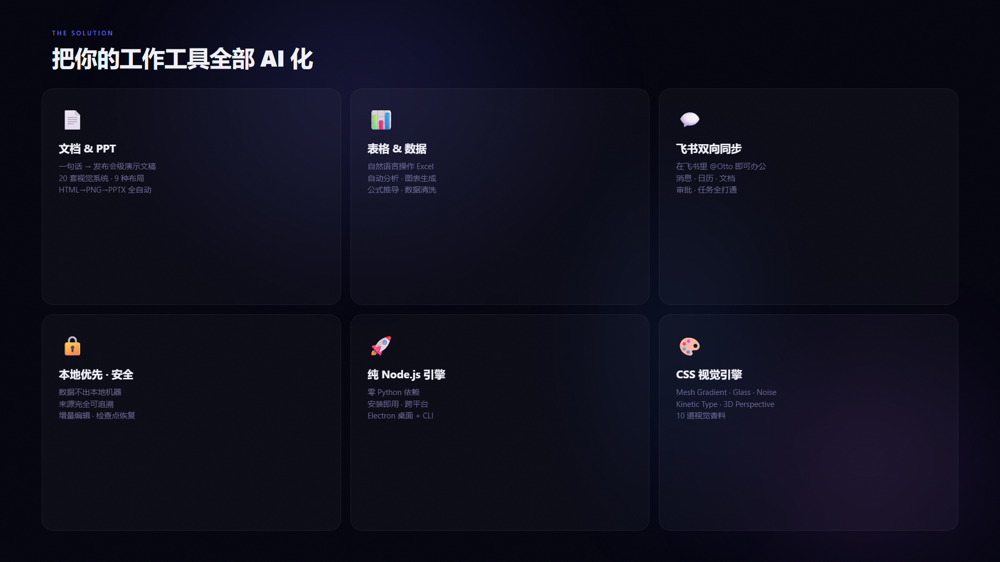 THE SOLUTION
把你的工作工具全部 AI 化
文档 & PPT
一句话 → 发布会级演示文稿
20 套视觉系统 · 9 种布局
HTML→PNG→PPTX 全自动
表格 & 数据
自然语言操作 Excel
自动分析 · 图表生成
公式推导 · 数据清洗
飞书双向同步
在飞书里 @Otto 即可办公
消息 · 日历 · 文档
审批 · 任务全打通
本地优先 · 安全
数据不出本地机器
来源完全可追溯
增量编辑 · 检查点恢复
纯 Node.js 引擎
零 Python 依赖
安装即用 · 跨平台
Electron 桌面 + CLI
CSS 视觉引擎
Mesh Gradient · Glass · Noise
Kinetic Type · 3D Perspective
10 道视觉香料